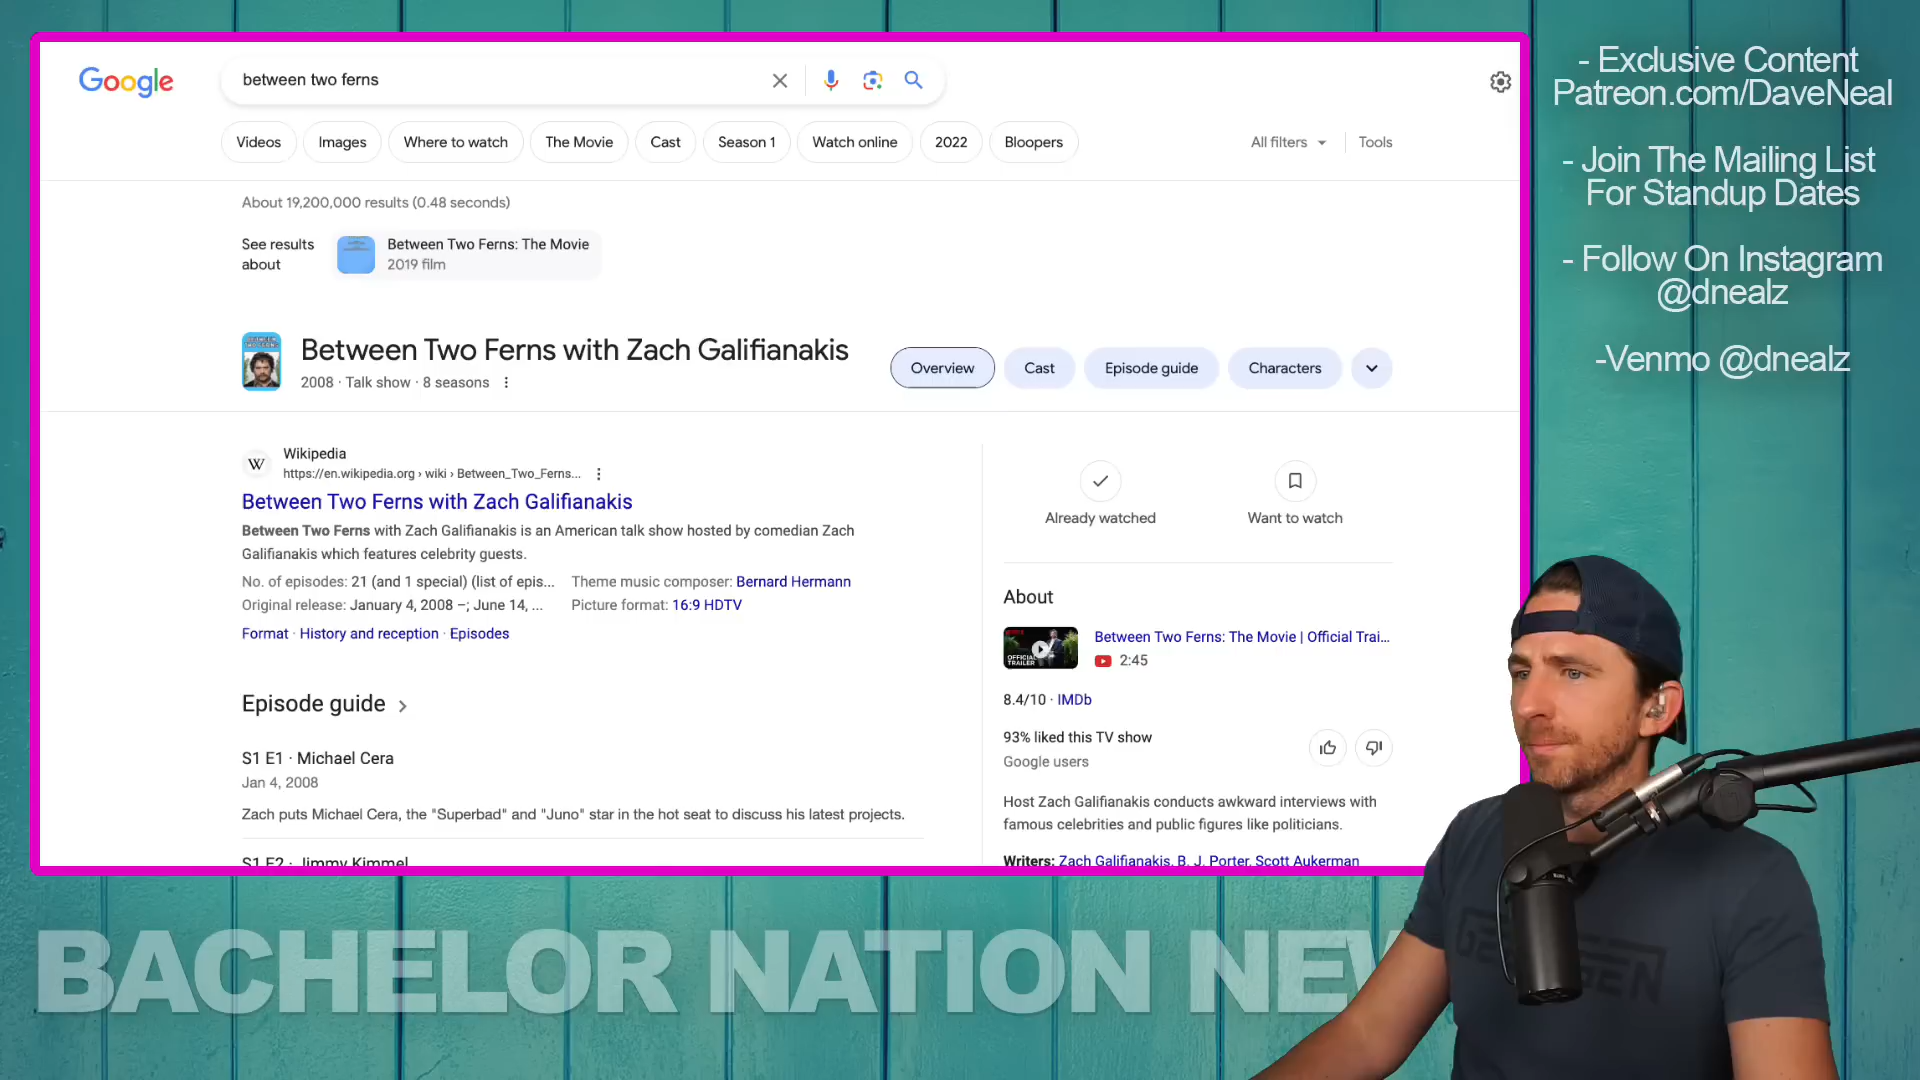 Google
between two ferns
Videos
Images
Where to watch
The Movie
Cast
Season 1
Watch online
2022
Bloopers
All filters
Tools
About 19,200,000 results (0.48 seconds)
See results
about
Between Two Ferns: The Movie
2019 film
Between Two Ferns with Zach Galifianakis
2008 · Talk show · 8 seasons
Overview
Cast
Episode guide
Characters
W
Wikipedia
https://en.wikipedia.org › wiki › Between_Two_Ferns...
Between Two Ferns with Zach Galifianakis
Between Two Ferns with Zach Galifianakis is an American talk show hosted by comedian Zach
Galifianakis which features celebrity guests.
No. of episodes: 21 (and 1 special) (list of epis... Theme music composer: Bernard Hermann
Original release: January 4, 2008 –; June 14, ... Picture format: 16:9 HDTV
Format · History and reception · Episodes
Episode guide
S1 E1 · Michael Cera
Jan 4, 2008
Zach puts Michael Cera, the "Superbad" and "Juno" star in the hot seat to discuss his latest projects.
S1 E2 · Jimmy Kimmel
Already watched
Want to watch
About
OFFICIAL
TRAILER
Between Two Ferns: The Movie | Official Trai...
2:45
8.4/10 · IMDb
93% liked this TV show
Google users
Host Zach Galifianakis conducts awkward interviews with
famous celebrities and public figures like politicians.
Writers: Zach Galifianakis, B. J. Porter, Scott Aukerman
- Exclusive Content
Patreon.com/DaveNeal
- Join The Mailing List
For Standup Dates
- Follow On Instagram
@dnealz
-Venmo @dnealz
BACHELOR NATION NEW